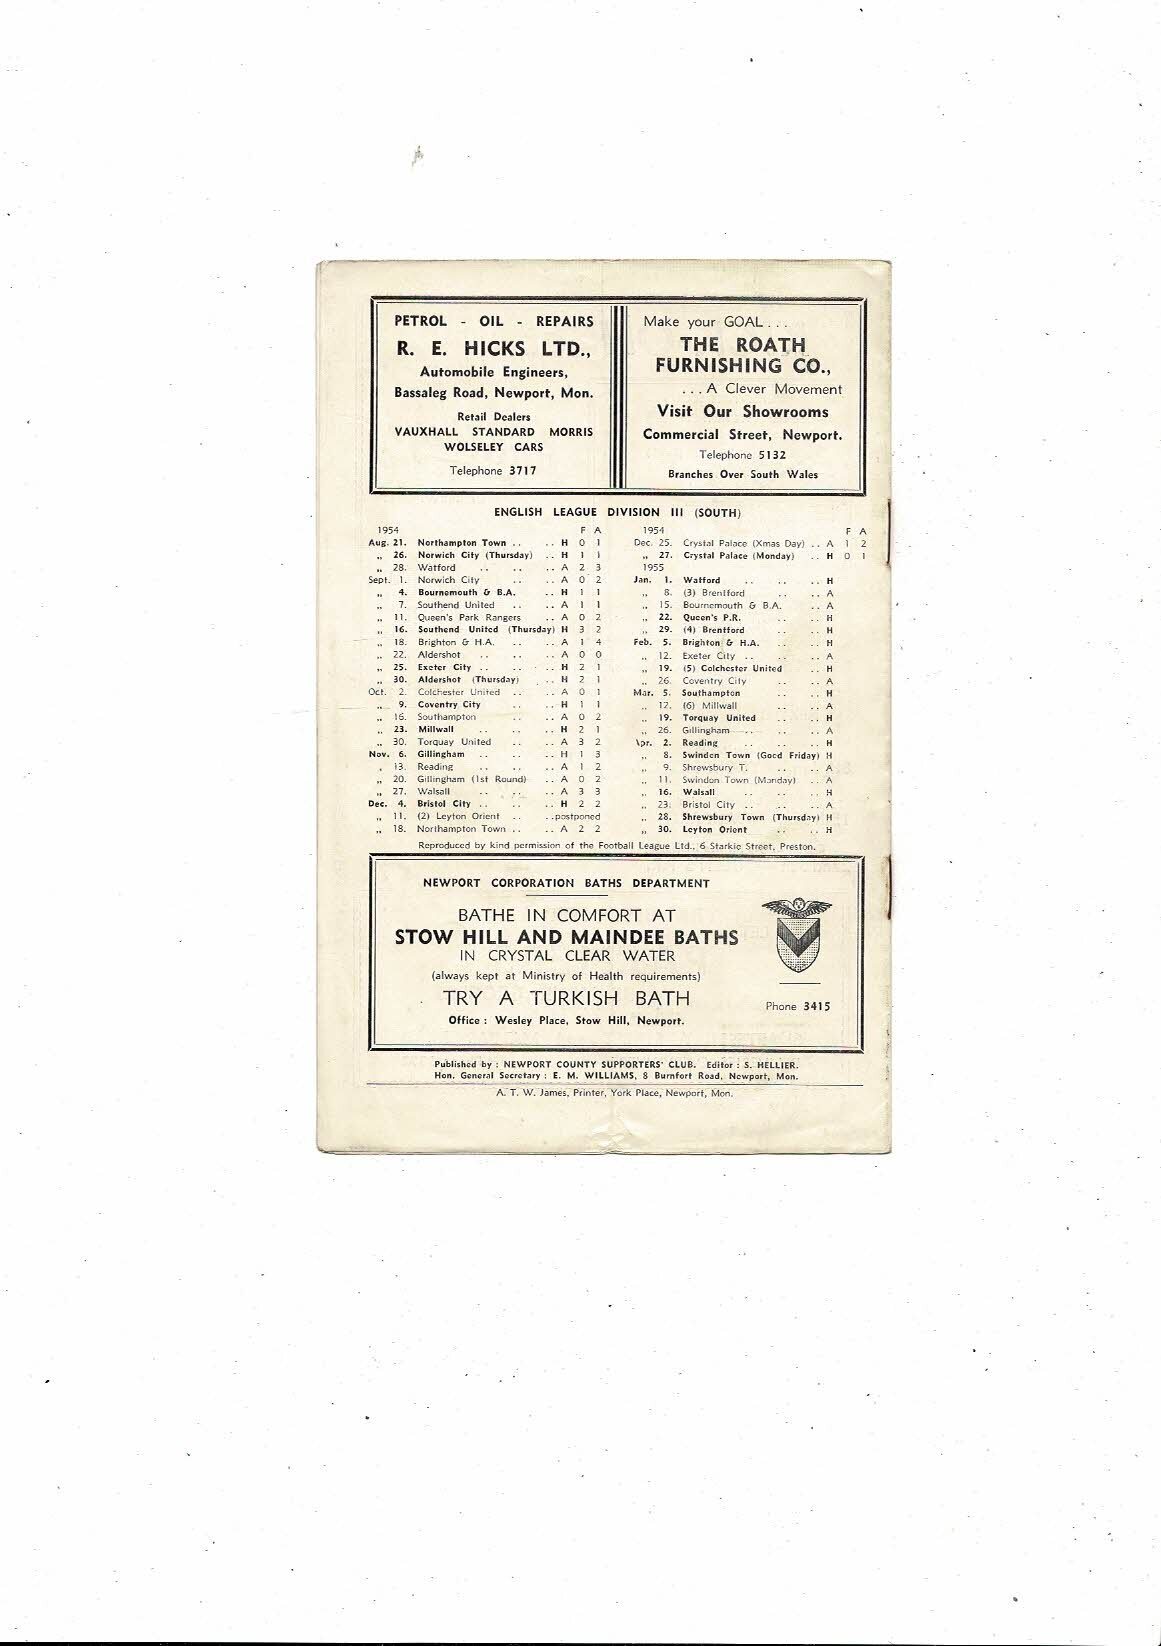 PETROL - OIL - REPAIRS
R. E. HICKS LTD.,
Automobile Engineers,
Bassaleg Road, Newport, Mon.
Retail Dealers
VAUXHALL STANDARD MORRIS
WOLSELEY CARS
Telephone 3717
Make your GOAL...
THE ROATH
FURNISHING CO.,
...A Clever Movement
Visit Our Showrooms
Commercial Street, Newport.
Telephone 5132
Branches Over South Wales
ENGLISH LEAGUE DIVISION III (SOUTH)
1954 F A
Aug. 21. Northampton Town .. .. H 0 1
,, 26. Norwich City (Thursday) .. H 1 1
,, 28. Watford .. .. .. A 2 3
Sept. 1. Norwich City .. .. A 0 2
,, 4. Bournemouth & B.A. .. H 1 1
,, 7. Southend United .. .. A 1 1
,, 11. Queen's Park Rangers .. A 0 2
,, 16. Southend United (Thursday) H 3 2
,, 18. Brighton & H.A. .. .. A 1 4
,, 22. Aldershot .. .. .. A 0 0
,, 25. Exeter City .. .. .. H 2 1
,, 30. Aldershot (Thursday) .. H 2 1
Oct. 2. Colchester United .. .. A 0 1
,, 9. Coventry City .. .. H 1 1
,, 16. Southampton .. .. A 0 2
,, 23. Millwall .. .. .. H 2 1
,, 30. Torquay United .. .. A 3 2
Nov. 6. Gillingham .. .. .. H 1 3
, 13. Reading .. .. .. A 1 2
,, 20. Gillingham (1st Round) .. A 0 2
,, 27. Walsall .. .. .. A 3 3
Dec. 4. Bristol City .. .. .. H 2 2
,, 11. (2) Leyton Orient .. ..postponed
,, 18. Northampton Town .. .. A 2 2
1954 F A
Dec. 25. Crystal Palace (Xmas Day) .. A 1 2
,, 27. Crystal Palace (Monday) .. H 0 1
1955
Jan. 1. Watford .. .. .. H
,, 8. (3) Brentford .. .. A
,, 15. Bournemouth & B.A. .. .. A
,, 22. Queen's P.R. .. .. H
,, 29. (4) Brentford .. .. H
Feb. 5. Brighton & H.A. .. .. H
,, 12. Exeter City .. .. .. A
,, 19. (5) Colchester United .. H
,, 26. Coventry City .. .. A
Mar. 5. Southampton .. .. H
,, 12. (6) Millwall .. .. A
,, 19. Torquay United .. .. H
,, 26. Gillingham .. .. .. A
Apr. 2. Reading .. .. .. H
,, 8. Swindon Town (Good Friday) H
,, 9. Shrewsbury T. .. .. A
,, 11. Swindon Town (Monday) .. A
,, 16. Walsall .. .. .. H
,, 23. Bristol City .. .. .. A
,, 28. Shrewsbury Town (Thursday) H
,, 30. Leyton Orient .. .. H
Reproduced by kind permission of the Football League Ltd., 6 Starkie Street, Preston.
NEWPORT CORPORATION BATHS DEPARTMENT
BATHE IN COMFORT AT
STOW HILL AND MAINDEE BATHS
IN CRYSTAL CLEAR WATER
(always kept at Ministry of Health requirements)
TRY A TURKISH BATH
Office : Wesley Place, Stow Hill, Newport.
Phone 3415
Published by : NEWPORT COUNTY SUPPORTERS' CLUB. Editor : S. HELLIER.
Hon. General Secretary : E. M. WILLIAMS, 8 Burnfort Road, Newport, Mon.
A. T. W. James, Printer, York Place, Newport, Mon.